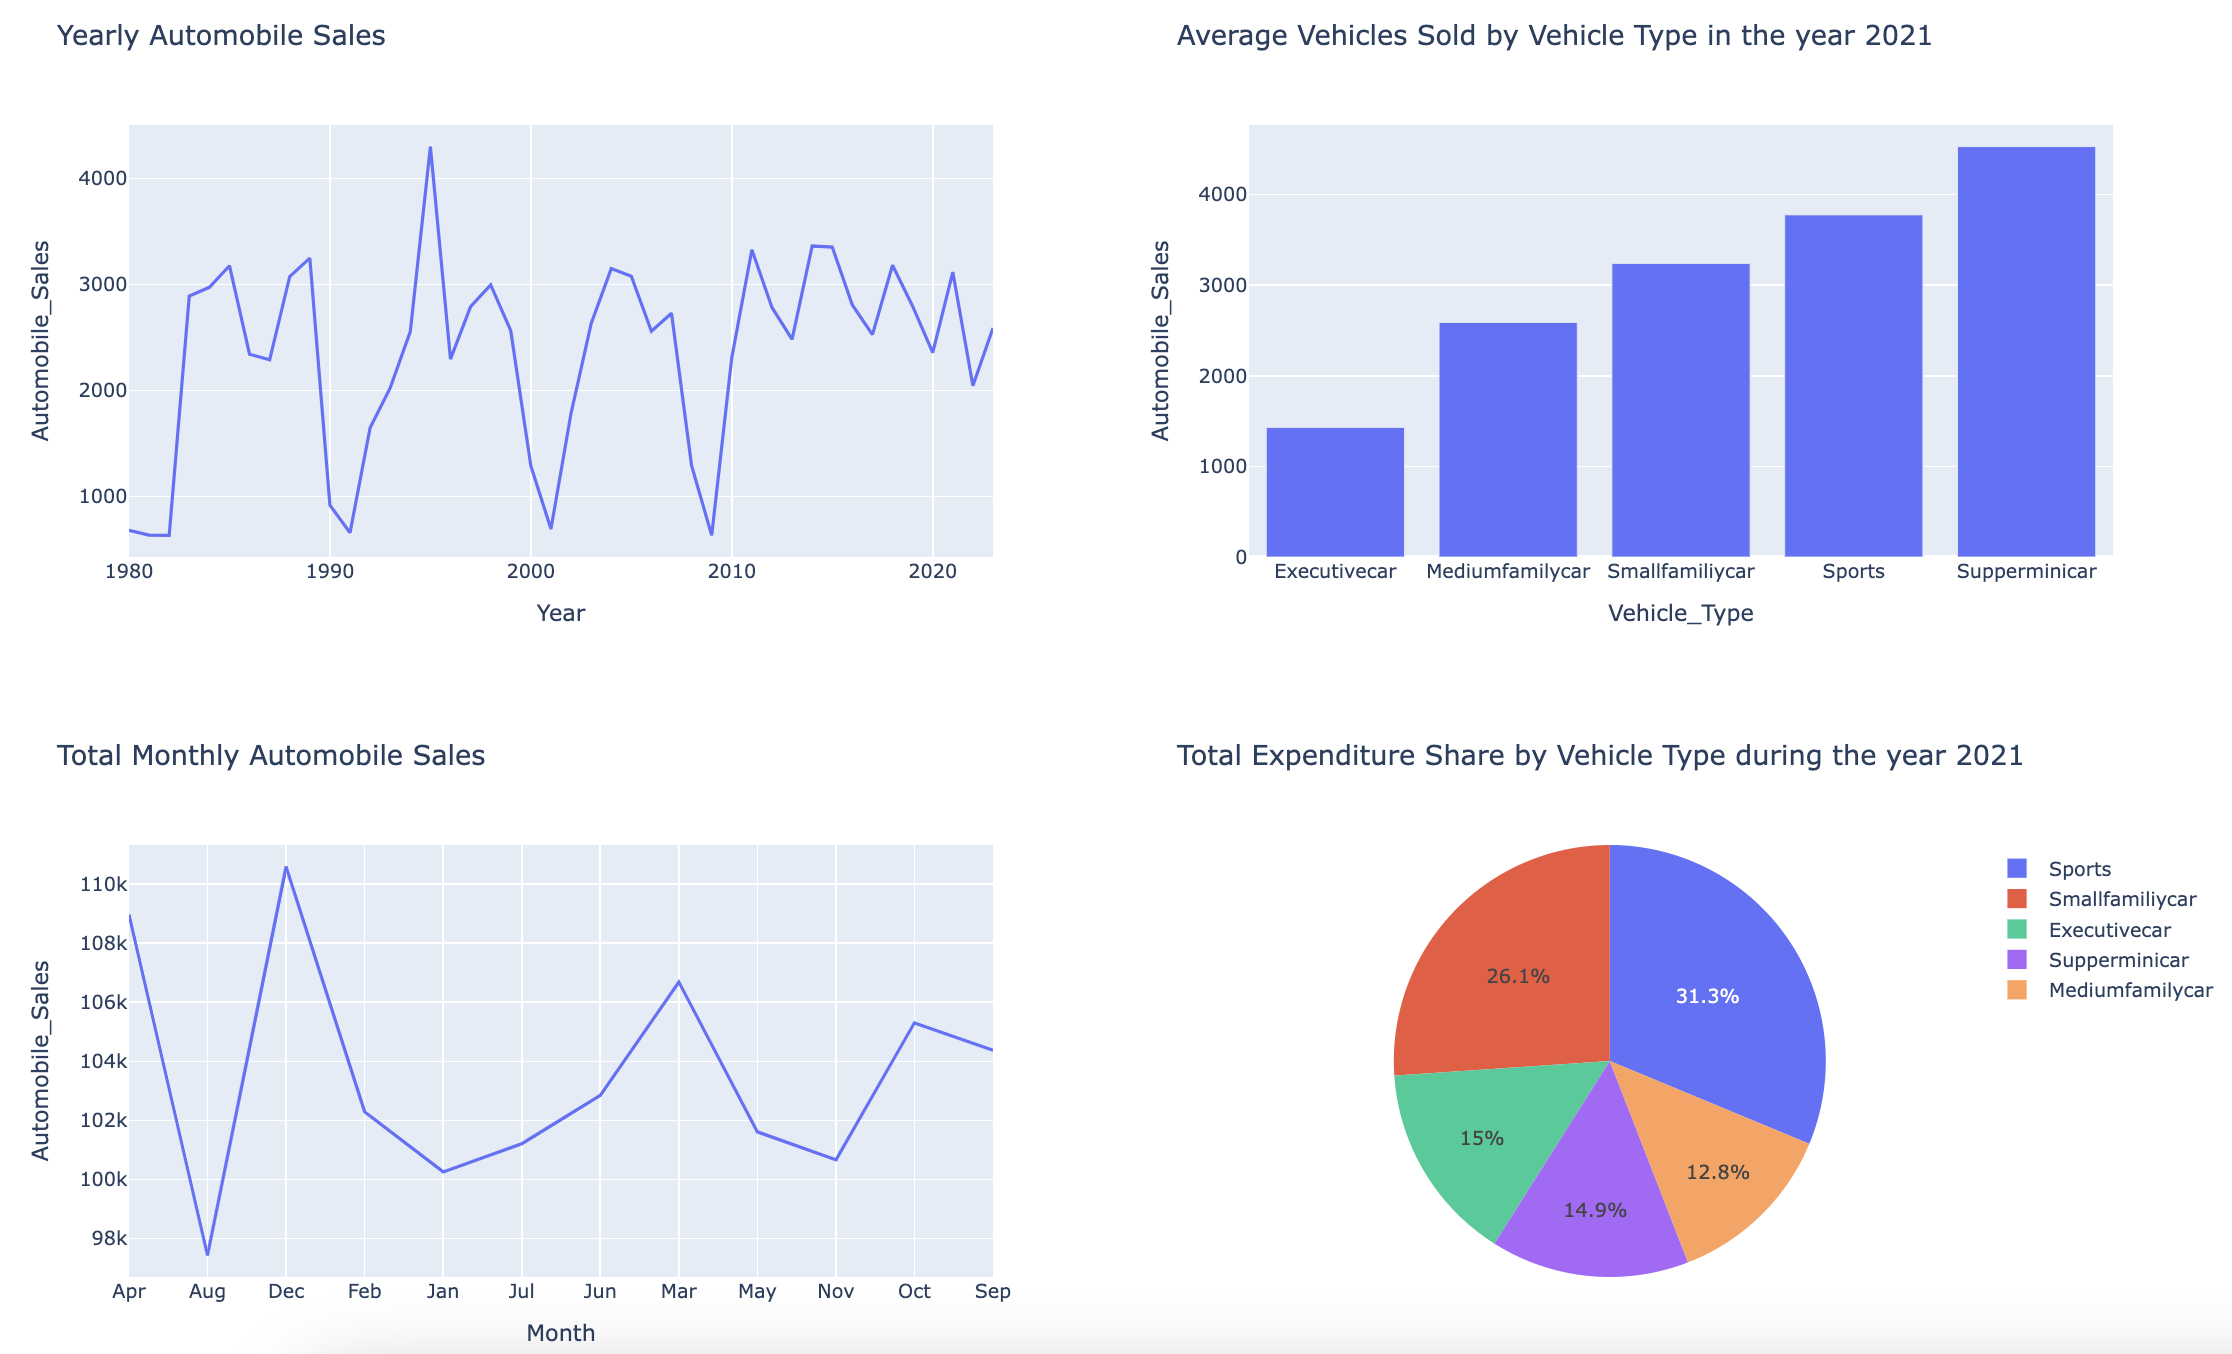 Yearly Automobile Sales
Automobile_Sales
4000
3000
2000
1000
1980 1990 2000 2010 2020
Year
Average Vehicles Sold by Vehicle Type in the year 2021
Automobile_Sales
4000
3000
2000
1000
0
Executivecar Mediumfamilycar Smallfamiliycar Sports Supperminicar
Vehicle_Type
Total Monthly Automobile Sales
Automobile_Sales
110k
108k
106k
104k
102k
100k
98k
Apr Aug Dec Feb Jan Jul Jun Mar May Nov Oct Sep
Month
Total Expenditure Share by Vehicle Type during the year 2021
26.1%
31.3%
15%
12.8%
14.9%
Sports
Smallfamiliycar
Executivecar
Supperminicar
Mediumfamilycar